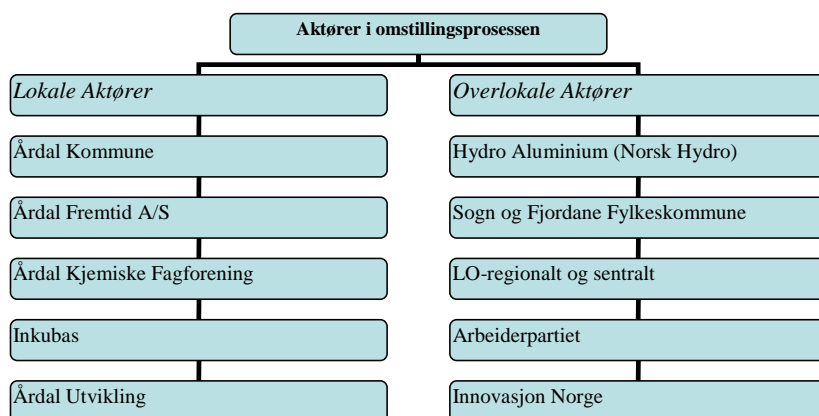 Aktører i omstillingsprosessen
Lokale Aktører
Årdal Kommune
Årdal Fremtid A/S
Årdal Kjemiske Fagforening
Inkubas
Årdal Utvikling
Overlokale Aktører
Hydro Aluminium (Norsk Hydro)
Sogn og Fjordane Fylkeskommune
LO-regionalt og sentralt
Arbeiderpartiet
Innovasjon Norge